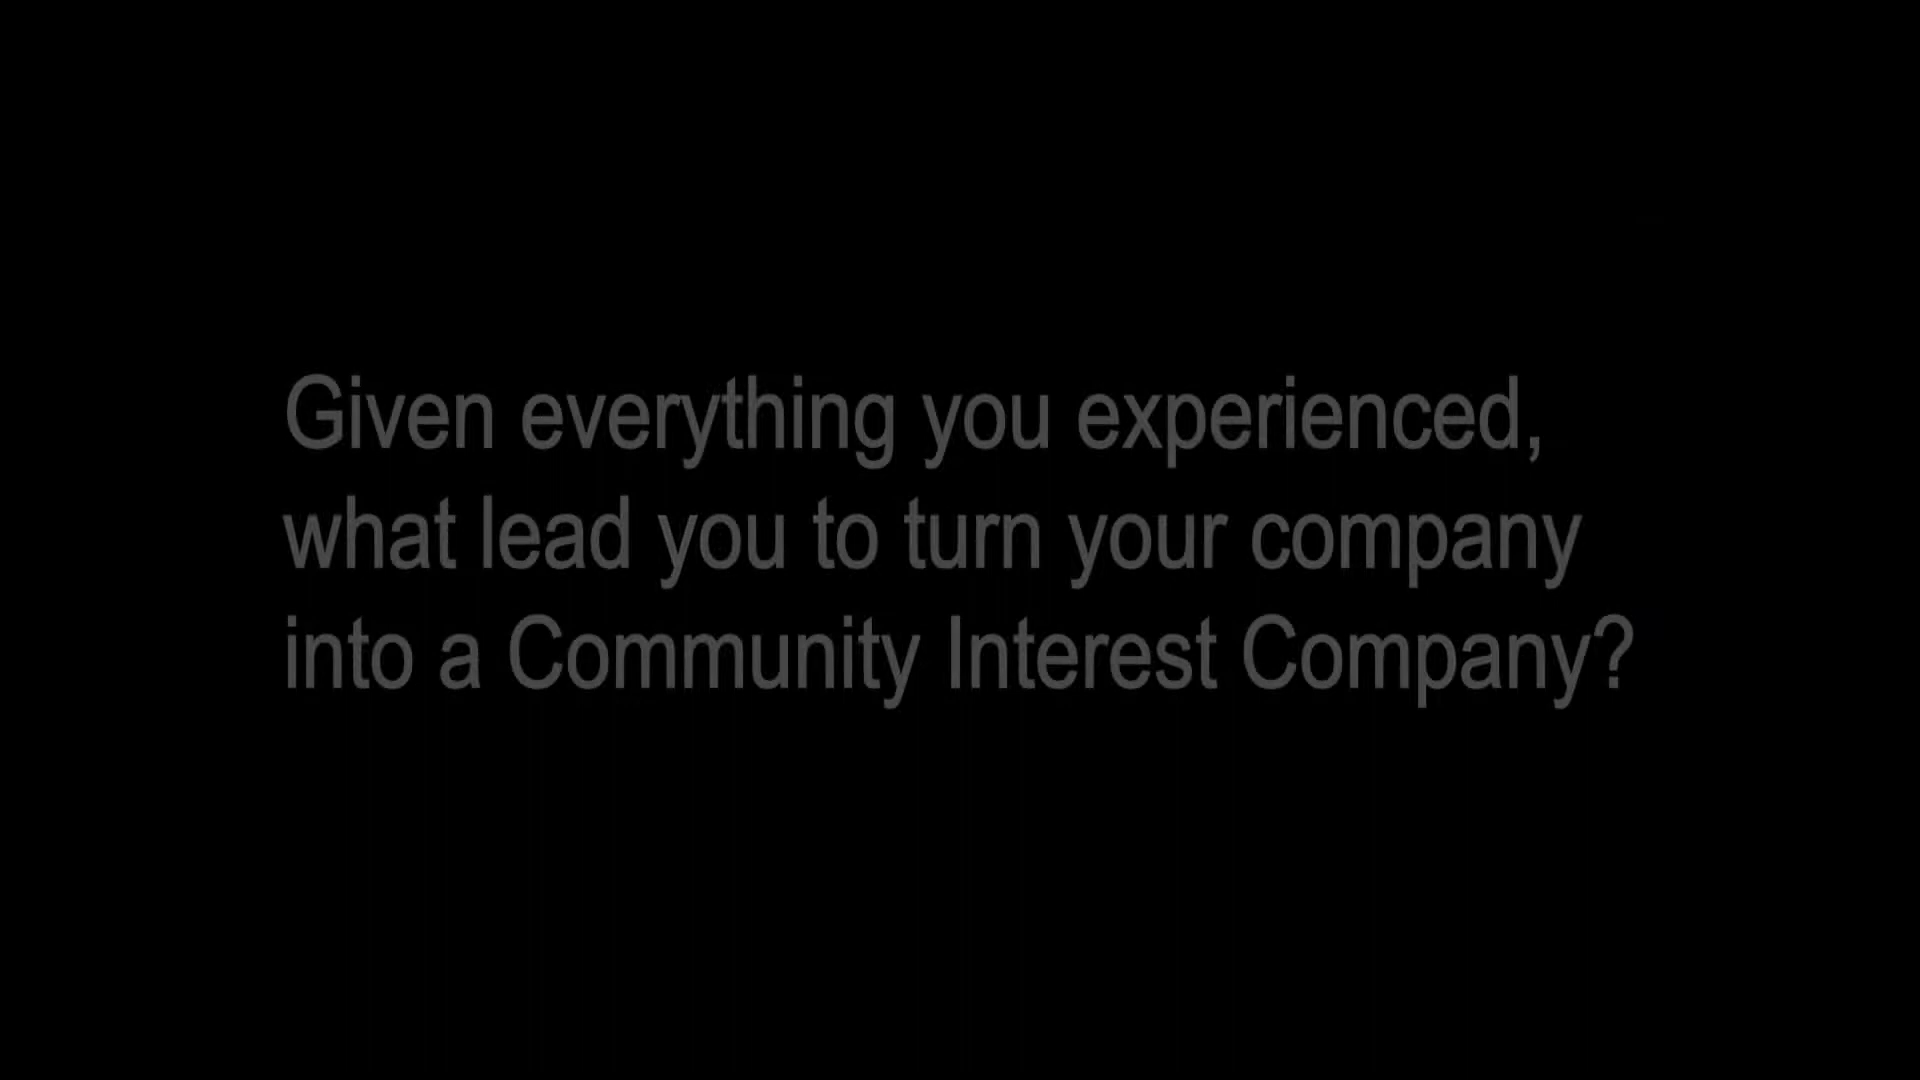 Given everything you experienced,
what lead you to turn your company
into a Community Interest Company?